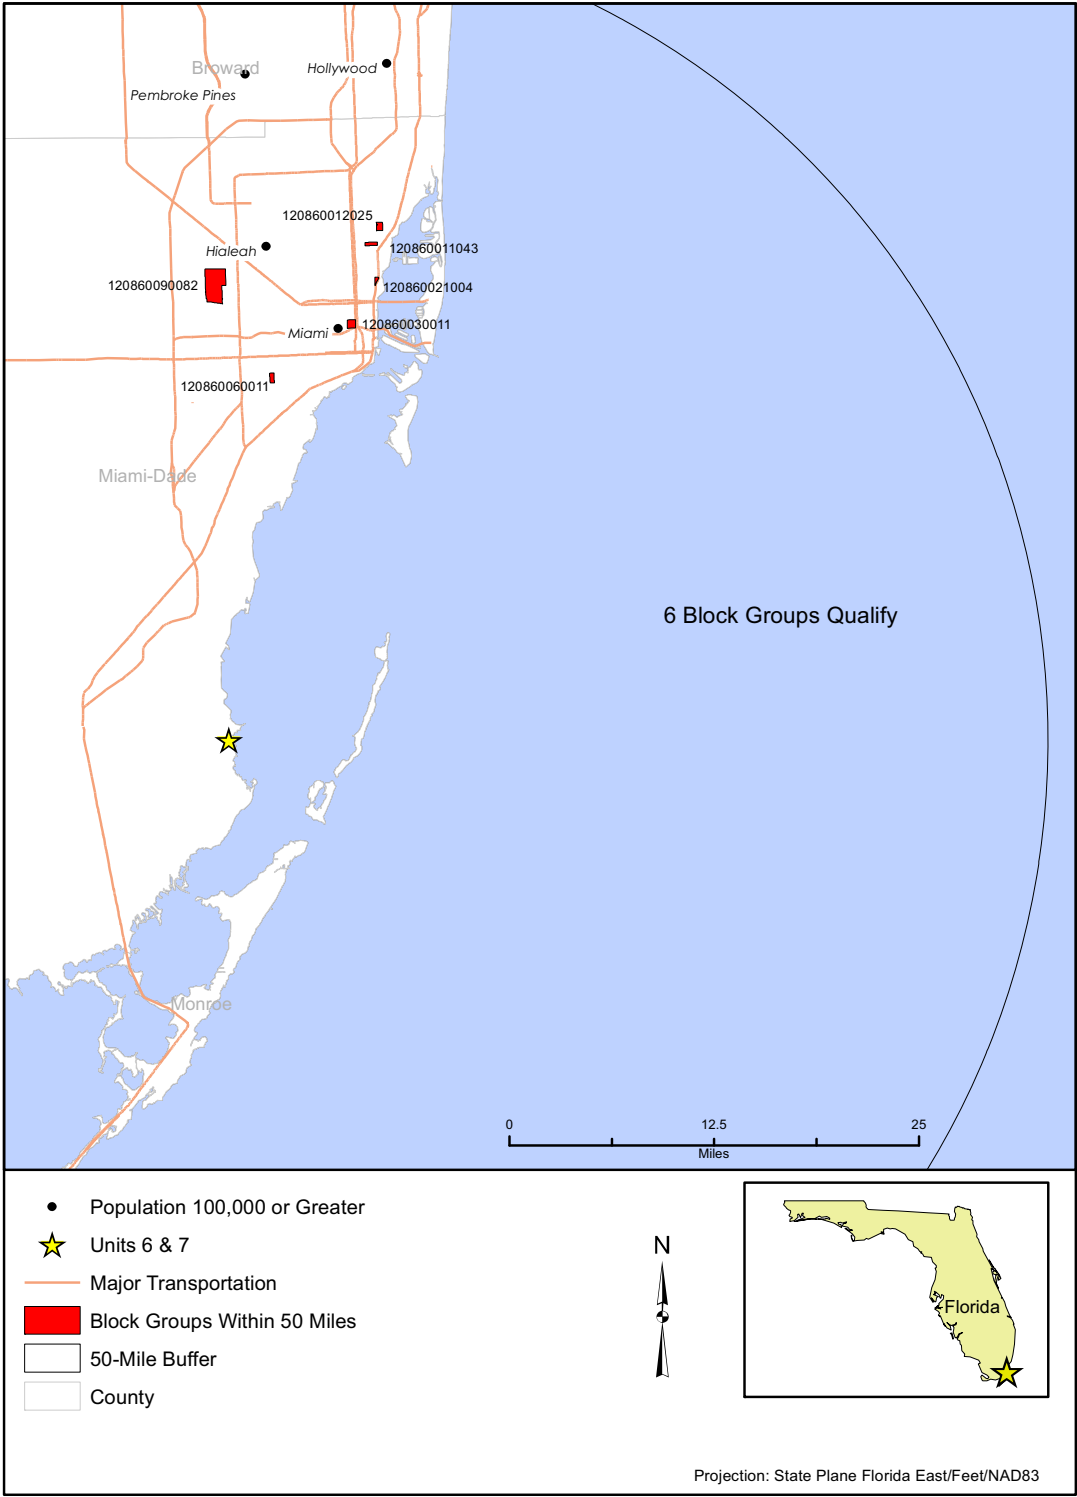 Broward
Hollywood
Pembroke Pines
120860012025
Hialeah
120860011043
120860090082
120860021004
Miami
120860030011
120860060011
Miami-Dade
6 Block Groups Qualify
Monroe
0 12.5 25
Miles
Population 100,000 or Greater
Units 6 & 7
Major Transportation
Block Groups Within 50 Miles
50-Mile Buffer
County
N
Florida
Projection: State Plane Florida East/Feet/NAD83